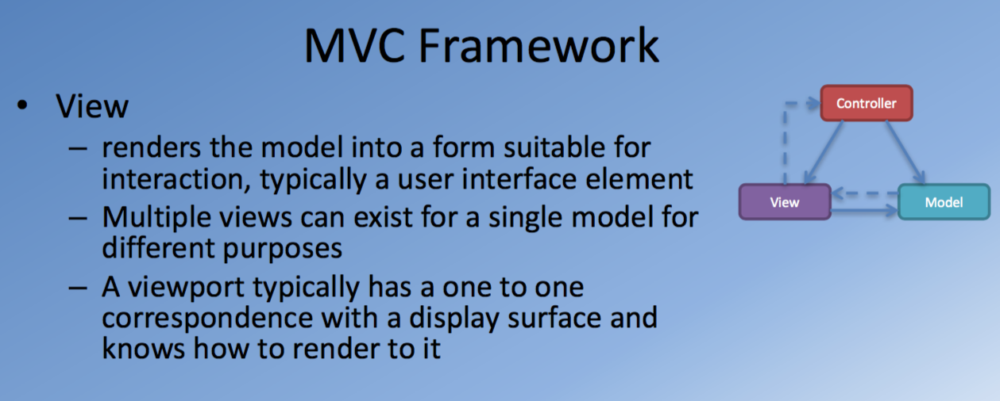 MVC Framework
• View
– renders the model into a form suitable for
interaction, typically a user interface element
– Multiple views can exist for a single model for
different purposes
– A viewport typically has a one to one
correspondence with a display surface and
knows how to render to it
Controller
View
Model